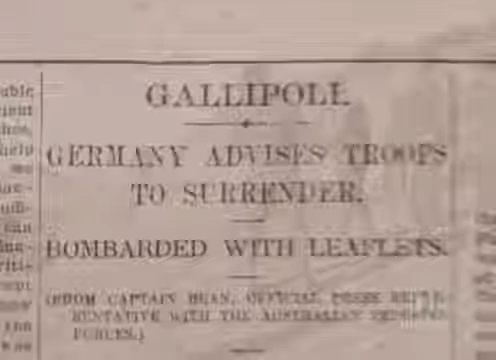 GALLIPOLI.
GERMANY ADVISES TROOPS
TO SURRENDER.
BOMBARDED WITH LEAFLETS.
(FROM CAPTAIN BEAN, OFFICIAL PRESS REPRE-
SENTATIVE WITH THE AUSTRALIAN
FORCES.)